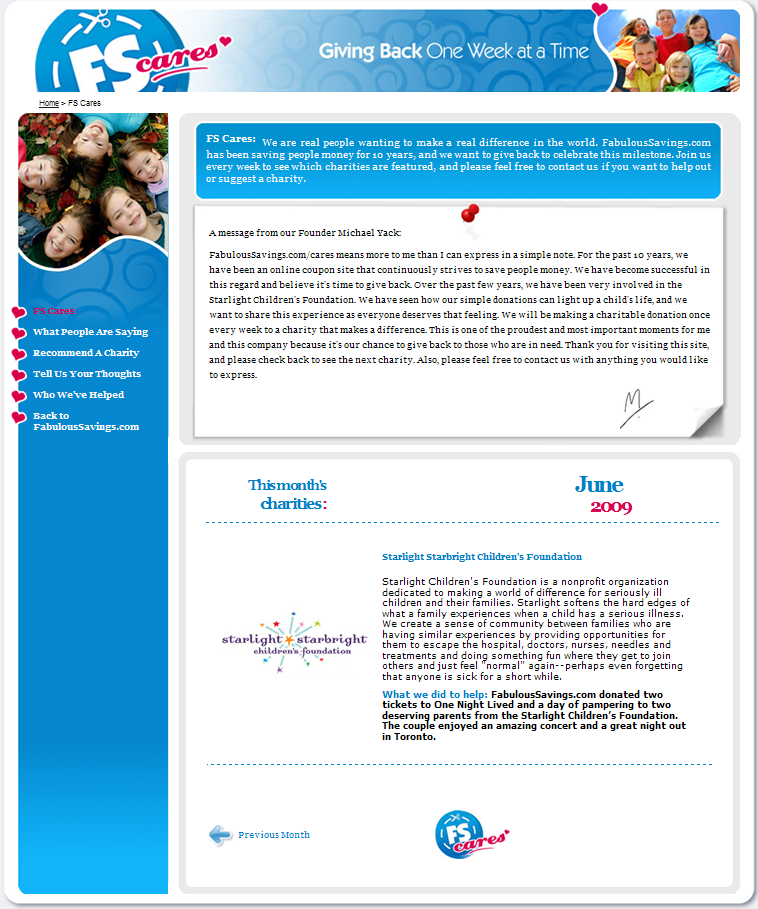 FS cares
Giving Back One Week at a Time
Home > FS Cares
FS Cares
What People Are Saying
Recommend A Charity
Tell Us Your Thoughts
Who We've Helped
Back to
FabulousSavings.com
FS Cares: We are real people wanting to make a real difference in the world. FabulousSavings.com
has been saving people money for 10 years, and we want to give back to celebrate this milestone. Join us
every week to see which charities are featured, and please feel free to contact us if you want to help out
or suggest a charity.
A message from our Founder Michael Yack:
FabulousSavings.com/cares means more to me than I can express in a simple note. For the past 10 years, we
have been an online coupon site that continuously strives to save people money. We have become successful in
this regard and believe it's time to give back. Over the past few years, we have been very involved in the
Starlight Children's Foundation. We have seen how our simple donations can light up a child's life, and we
want to share this experience as everyone deserves that feeling. We will be making a charitable donation once
every week to a charity that makes a difference. This is one of the proudest and most important moments for me
and this company because it's our chance to give back to those who are in need. Thank you for visiting this site,
and please check back to see the next charity. Also, please feel free to contact us with anything you would like
to express.
M
This month's
charities:
June
2009
starlight starbright
children's foundation
Starlight Starbright Children's Foundation
Starlight Children's Foundation is a nonprofit organization
dedicated to making a world of difference for seriously ill
children and their families. Starlight softens the hard edges of
what a family experiences when a child has a serious illness.
We create a sense of community between families who are
having similar experiences by providing opportunities for
them to escape the hospital, doctors, nurses, needles and
treatments and doing something fun where they get to join
others and just feel "normal" again--perhaps even forgetting
that anyone is sick for a short while.
What we did to help: FabulousSavings.com donated two
tickets to One Night Lived and a day of pampering to two
deserving parents from the Starlight Children's Foundation.
The couple enjoyed an amazing concert and a great night out
in Toronto.
Previous Month
FS cares